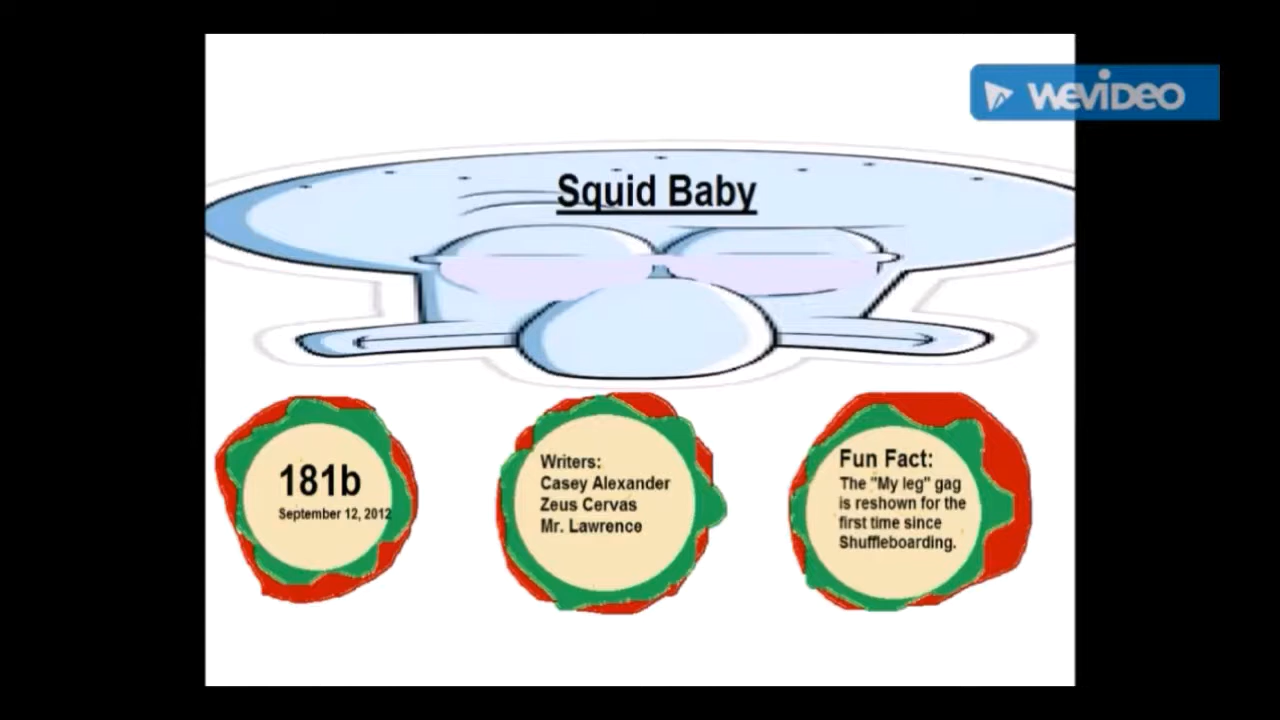 WEVIDEO
Squid Baby
181b
September 12, 2012
Writers:
Casey Alexander
Zeus Cervas
Mr. Lawrence
Fun Fact:
The "My leg" gag
is reshown for the
first time since
Shuffleboarding.